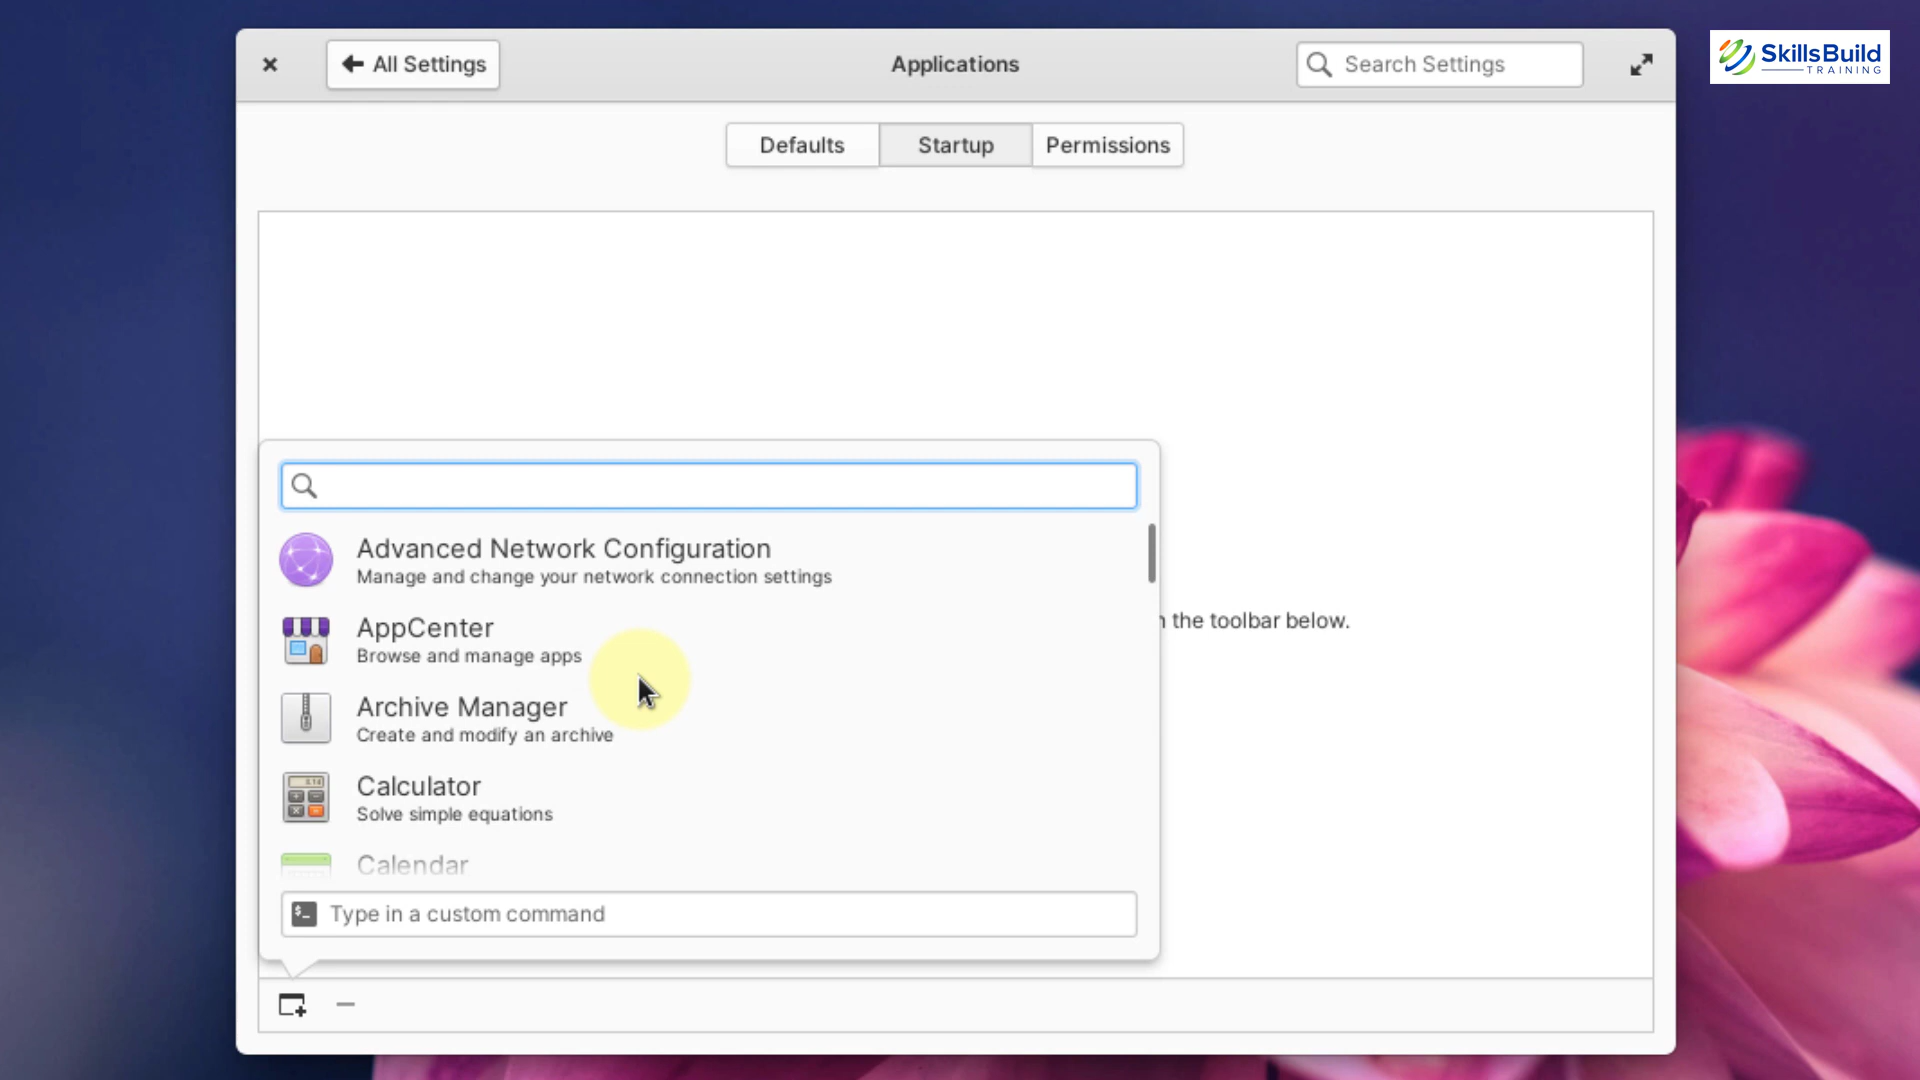 All Settings
Applications
Search Settings
SkillsBuild
TRAINING
Defaults
Startup
Permissions
Advanced Network Configuration
Manage and change your network connection settings
AppCenter
Browse and manage apps
the toolbar below.
Archive Manager
Create and modify an archive
Calculator
Solve simple equations
Calendar
$_ Type in a custom command